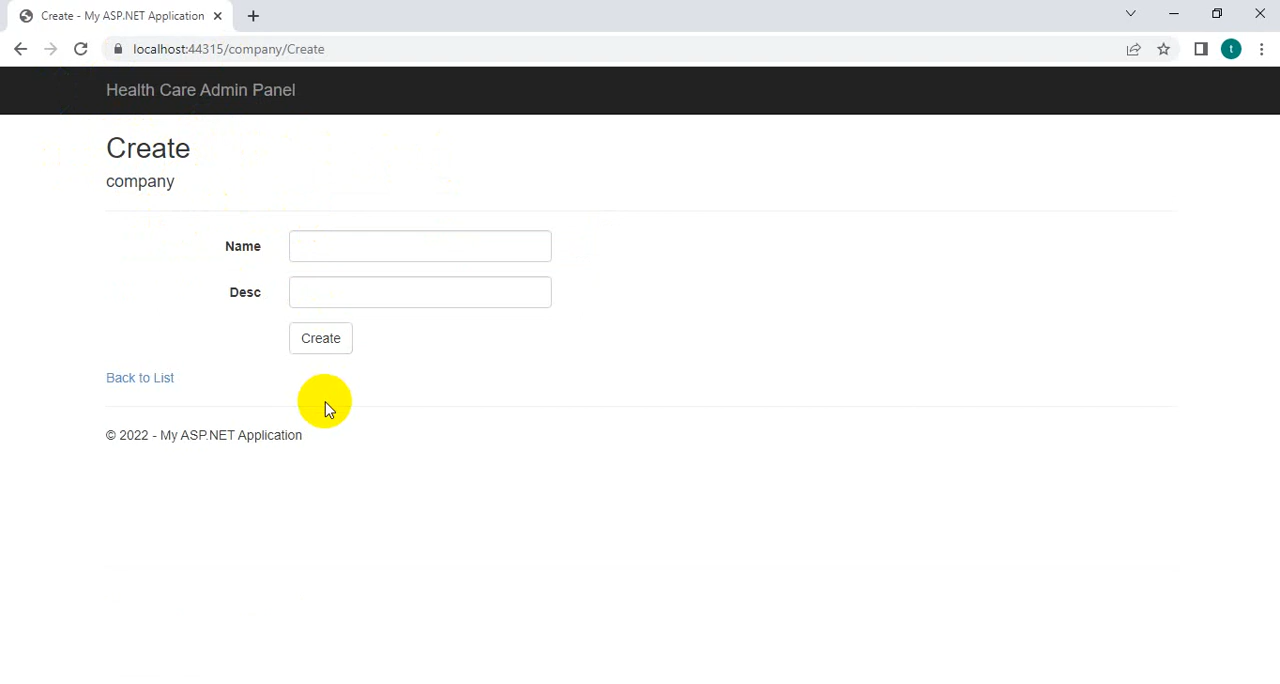 Create - My ASP.NET Application
localhost:44315/company/Create
t
Health Care Admin Panel
Create
company
Name
Desc
Create
Back to List
© 2022 - My ASP.NET Application